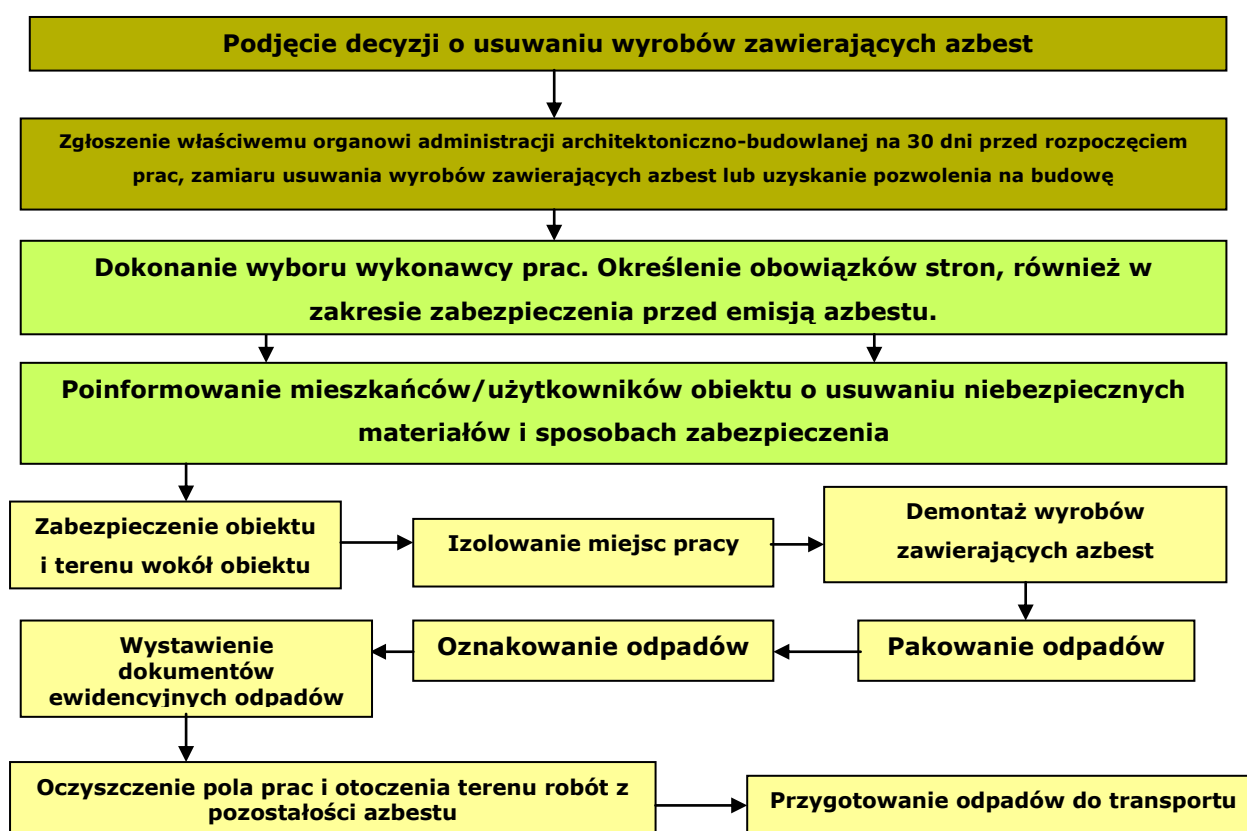 Podjęcie decyzji o usuwaniu wyrobów zawierających azbest
Zgłoszenie właściwemu organowi administracji architektoniczno-budowlanej na 30 dni przed rozpoczęciem
prac, zamiaru usuwania wyrobów zawierających azbest lub uzyskanie pozwolenia na budowę
Dokonanie wyboru wykonawcy prac. Określenie obowiązków stron, również w
zakresie zabezpieczenia przed emisją azbestu.
Poinformowanie mieszkańców/użytkowników obiektu o usuwaniu niebezpiecznych
materiałów i sposobach zabezpieczenia
Zabezpieczenie obiektu
i terenu wokół obiektu
Izolowanie miejsc pracy
Demontaż wyrobów
zawierających azbest
Pakowanie odpadów
Oznakowanie odpadów
Wystawienie
dokumentów
ewidencyjnych odpadów
Oczyszczenie pola prac i otoczenia terenu robót z
pozostałości azbestu
Przygotowanie odpadów do transportu